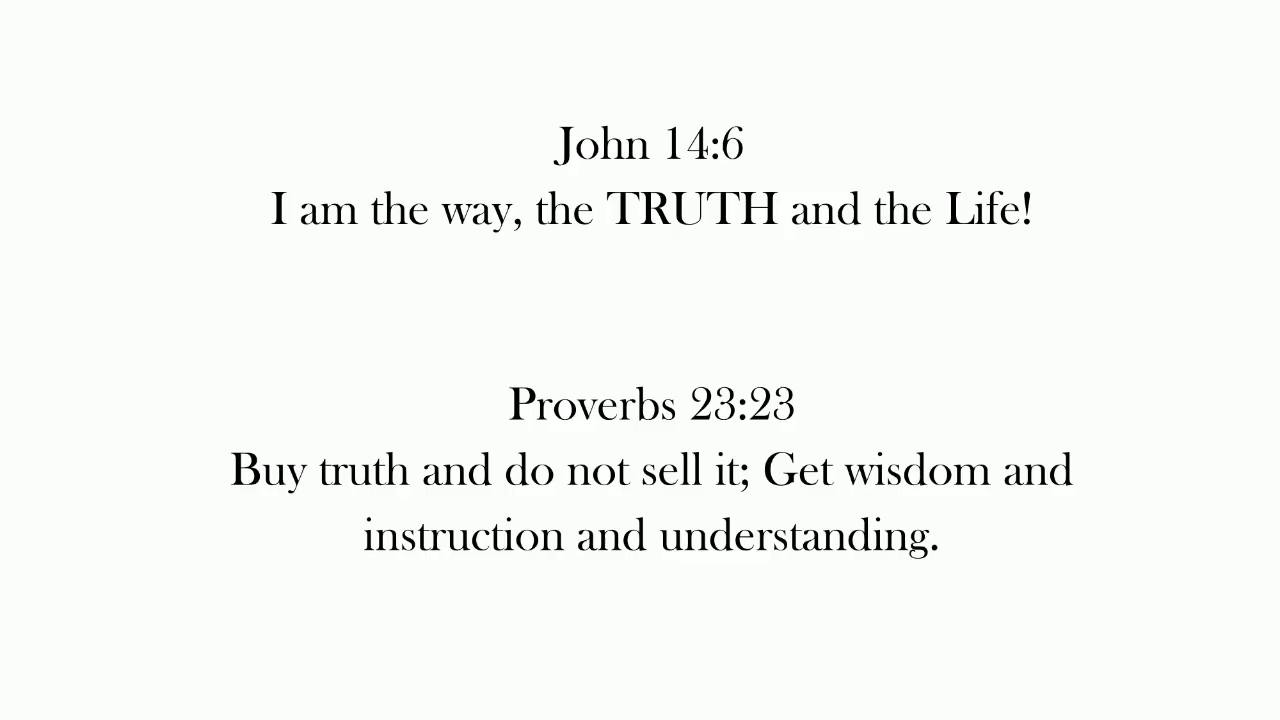 John 14:6
I am the way, the TRUTH and the Life!
Proverbs 23:23
Buy truth and do not sell it; Get wisdom and
instruction and understanding.